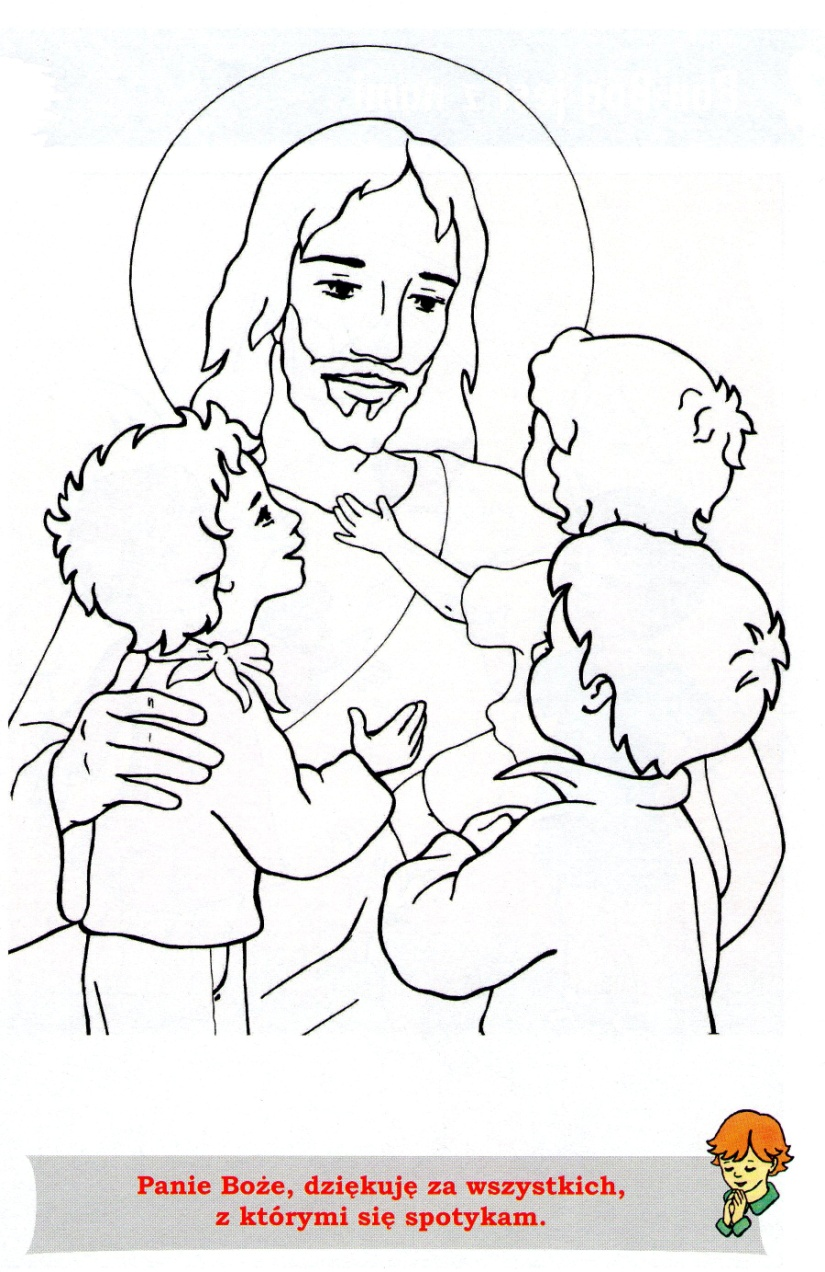 Panie Boże, dziękuję za wszystkich,
z którymi się spotykam.